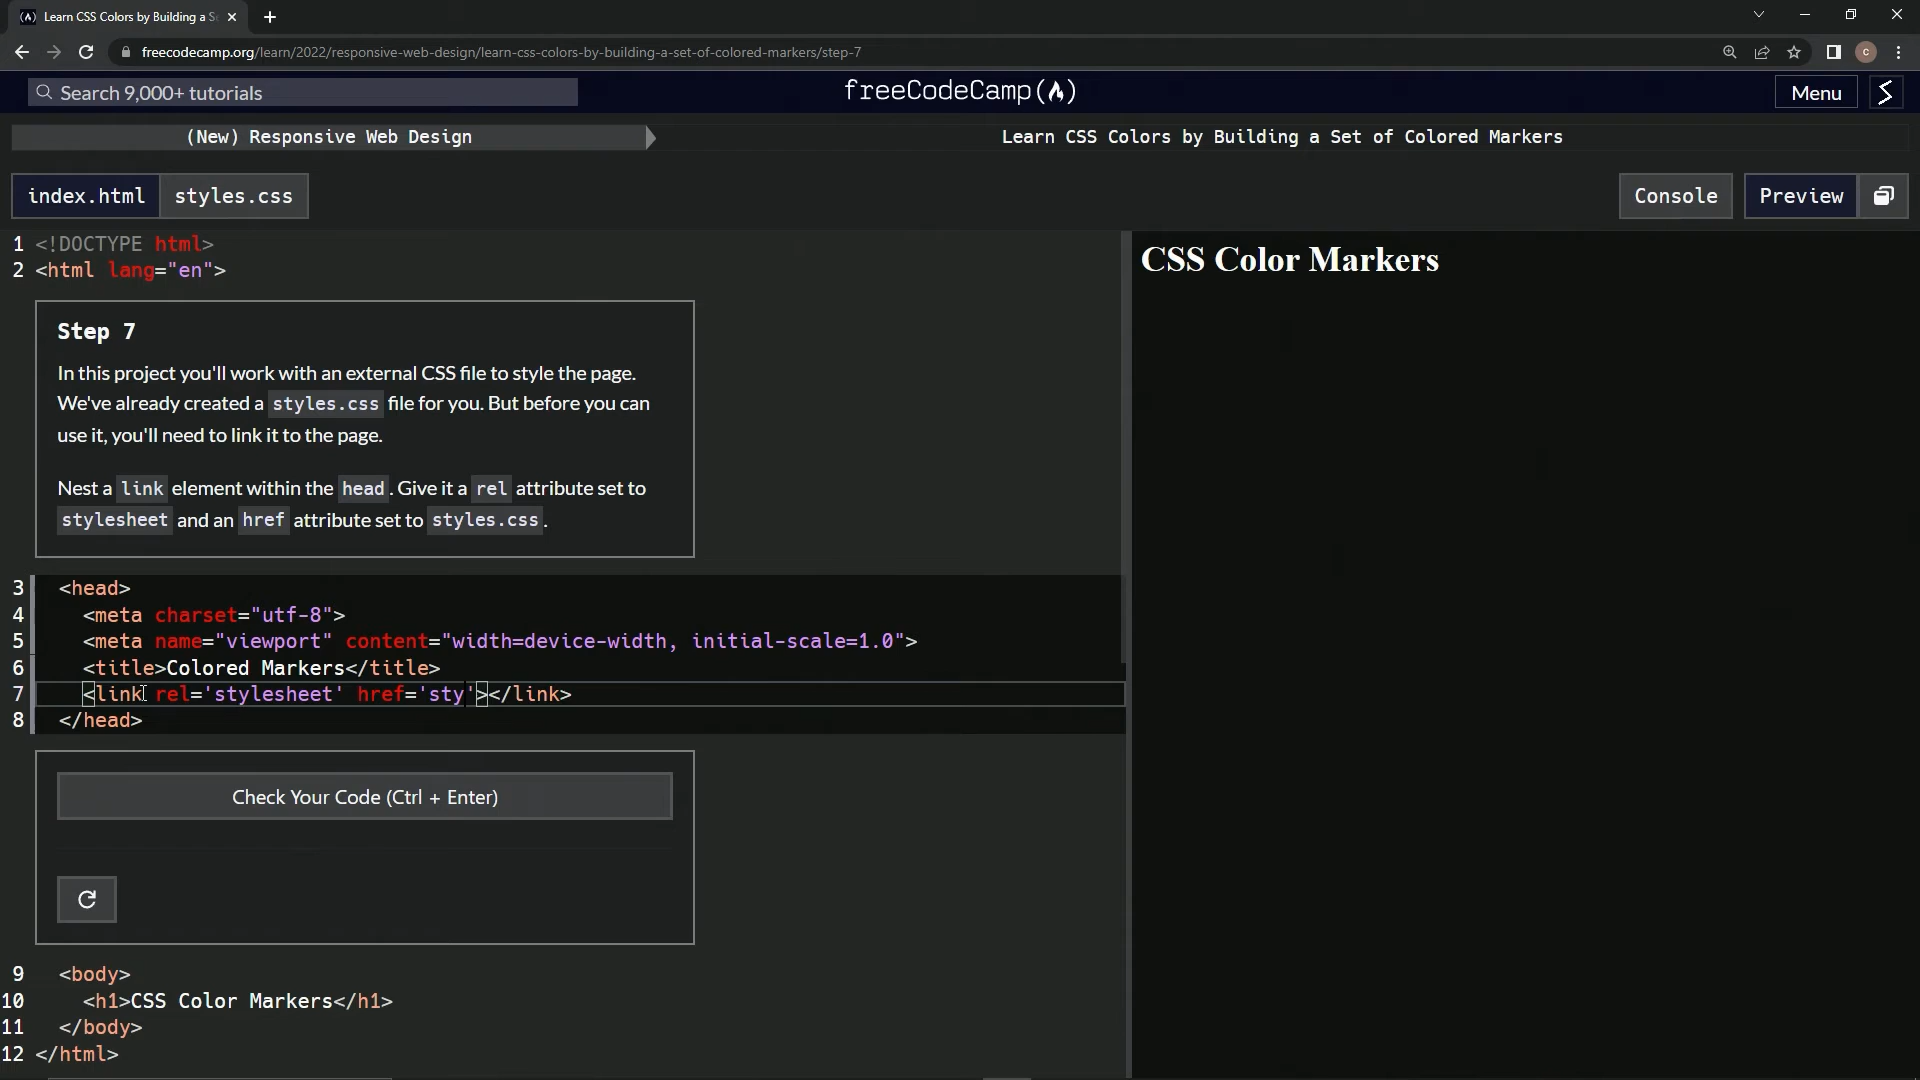 Learn CSS Colors by Building a S
freecodecamp.org/learn/2022/responsive-web-design/learn-css-colors-by-building-a-set-of-colored-markers/step-7
c
Search 9,000+ tutorials
freeCodeCamp
Menu
(New) Responsive Web Design
Learn CSS Colors by Building a Set of Colored Markers
index.html
styles.css
Console
Preview
1 <!DOCTYPE html>
2 <html lang="en">
Step 7
In this project you'll work with an external CSS file to style the page.
We've already created a styles.css file for you. But before you can
use it, you'll need to link it to the page.
Nest a link element within the head. Give it a rel attribute set to
stylesheet and an href attribute set to styles.css.
3 <head>
4 <meta charset="utf-8">
5 <meta name="viewport" content="width=device-width, initial-scale=1.0">
6 <title>Colored Markers</title>
7 <link rel='stylesheet' href='sty'></link>
8 </head>
Check Your Code (Ctrl + Enter)
9 <body>
10 <h1>CSS Color Markers</h1>
11 </body>
12 </html>
CSS Color Markers